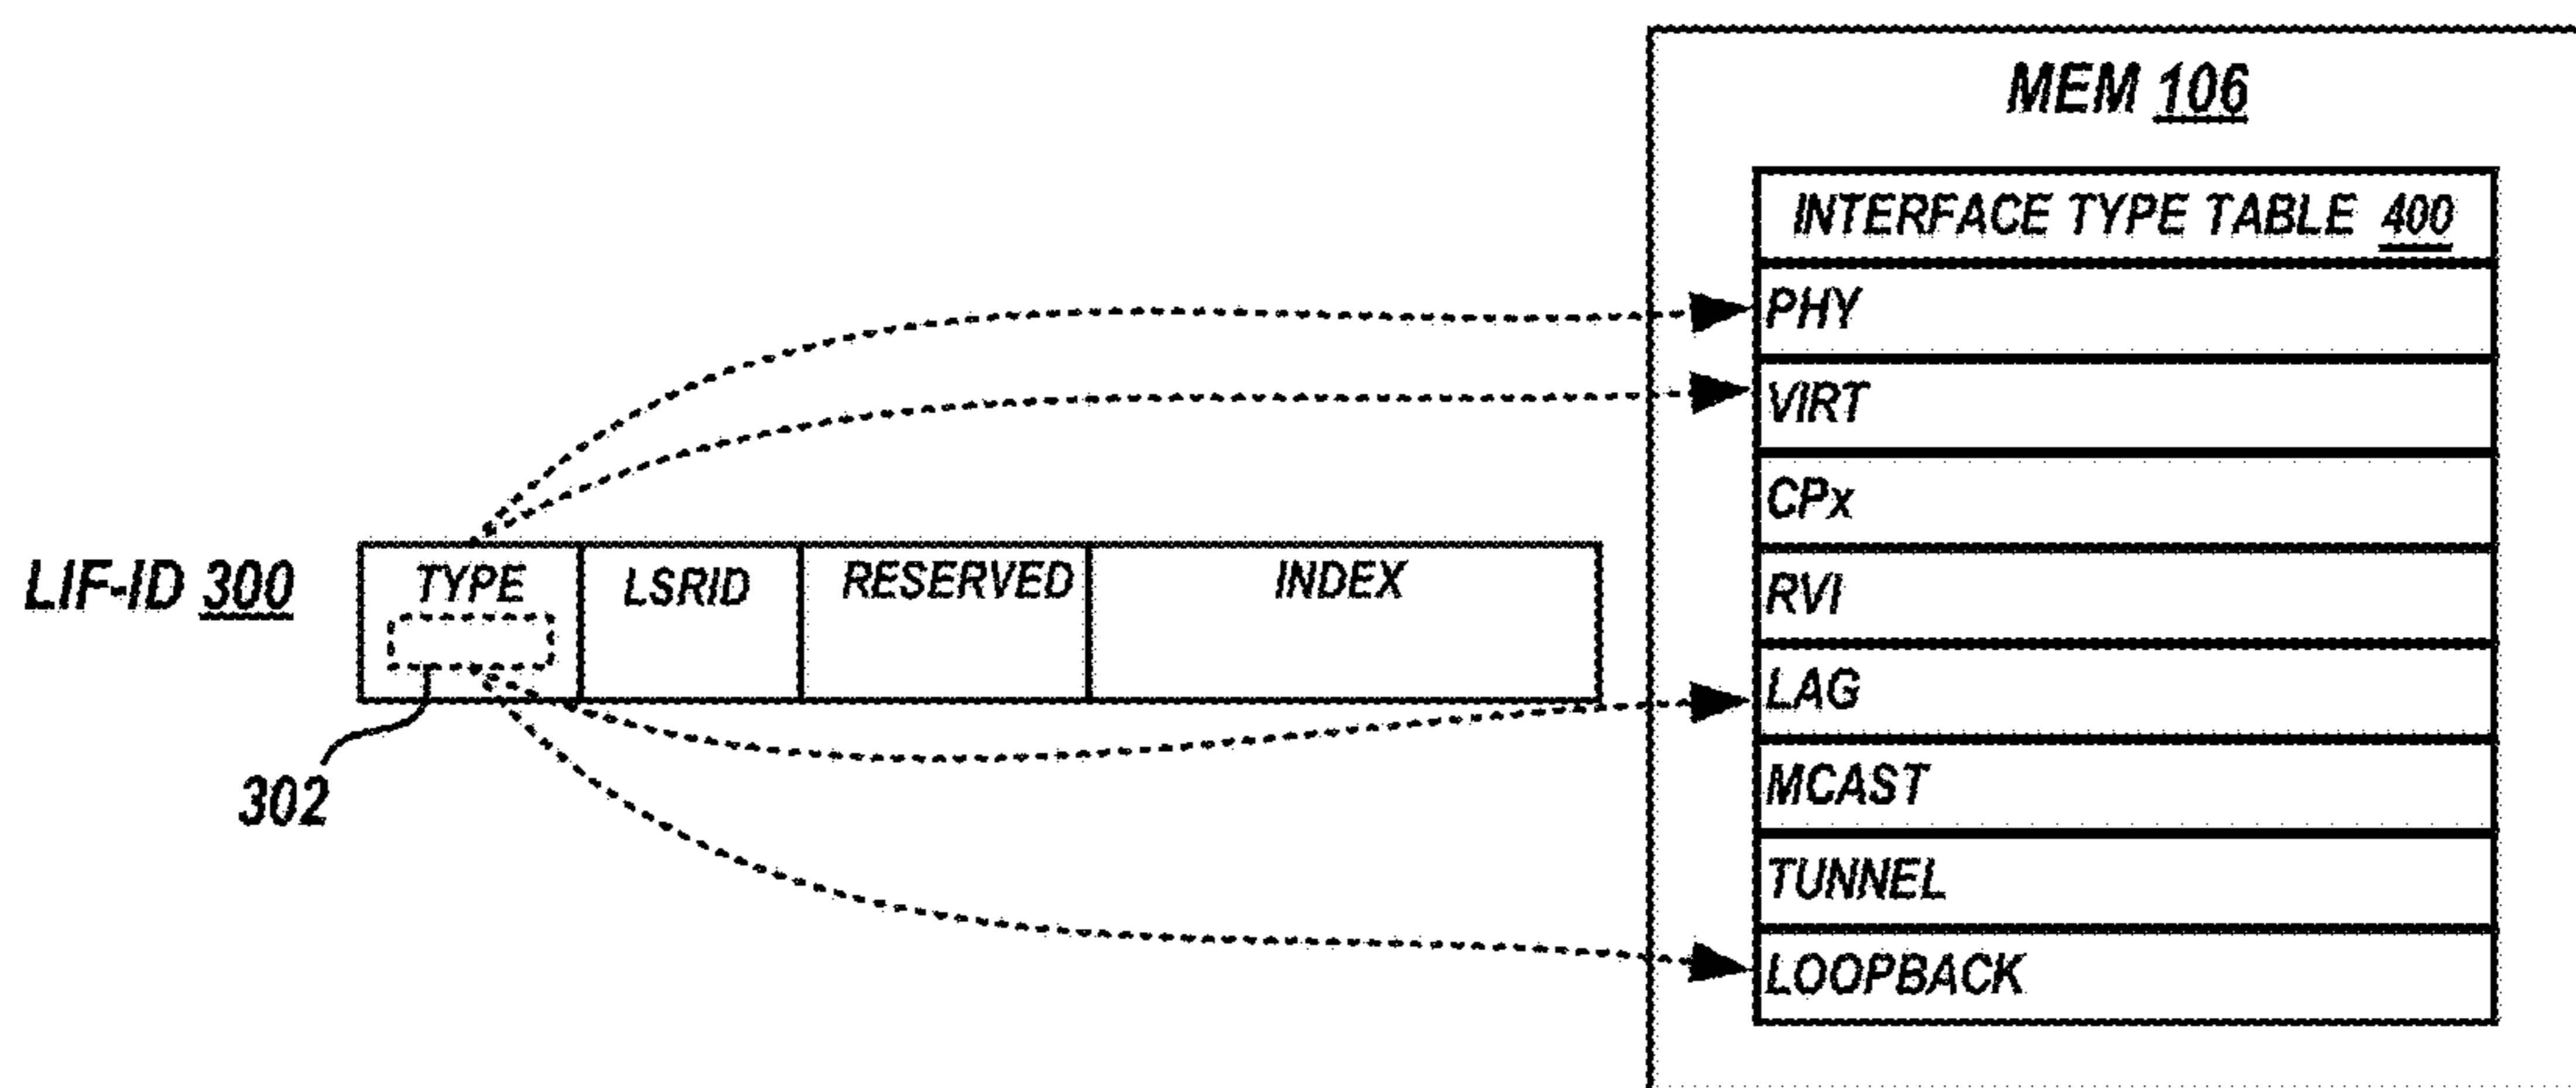 MEM 106
INTERFACE TYPE TABLE 400
PHY
VIRT
CPx
RVI
LAG
MCAST
TUNNEL
LOOPBACK
LIF-ID 300
TYPE LSRID RESERVED INDEX
302